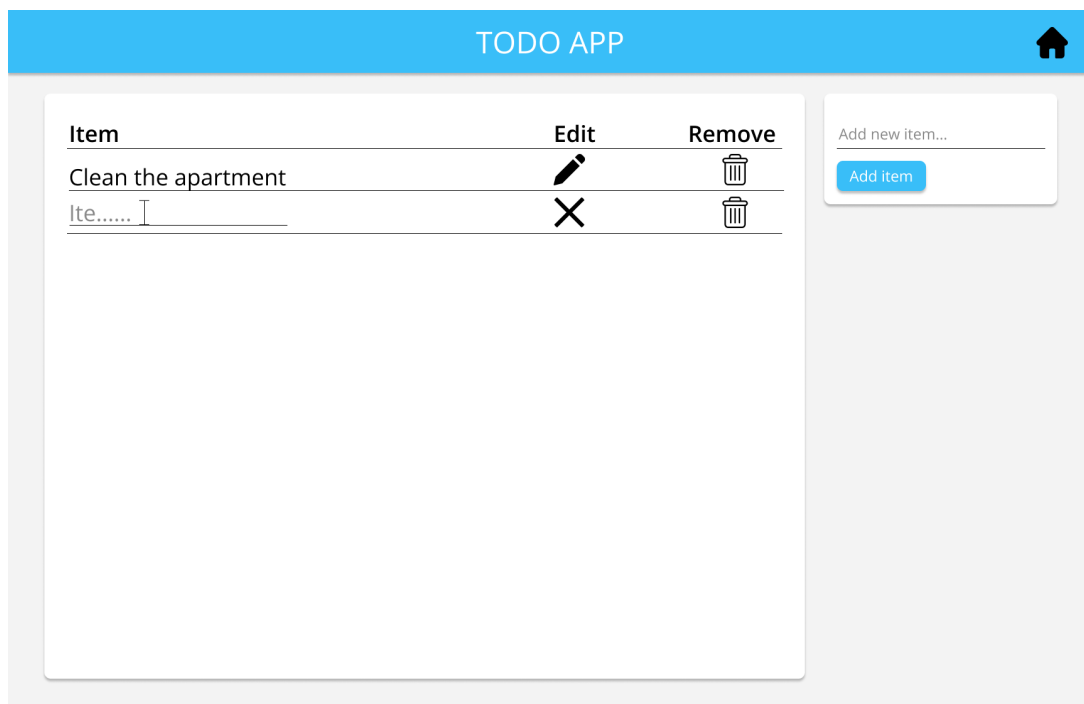 TODO APP
Item Edit Remove
Clean the apartment
Ite......
Add new item...
Add item